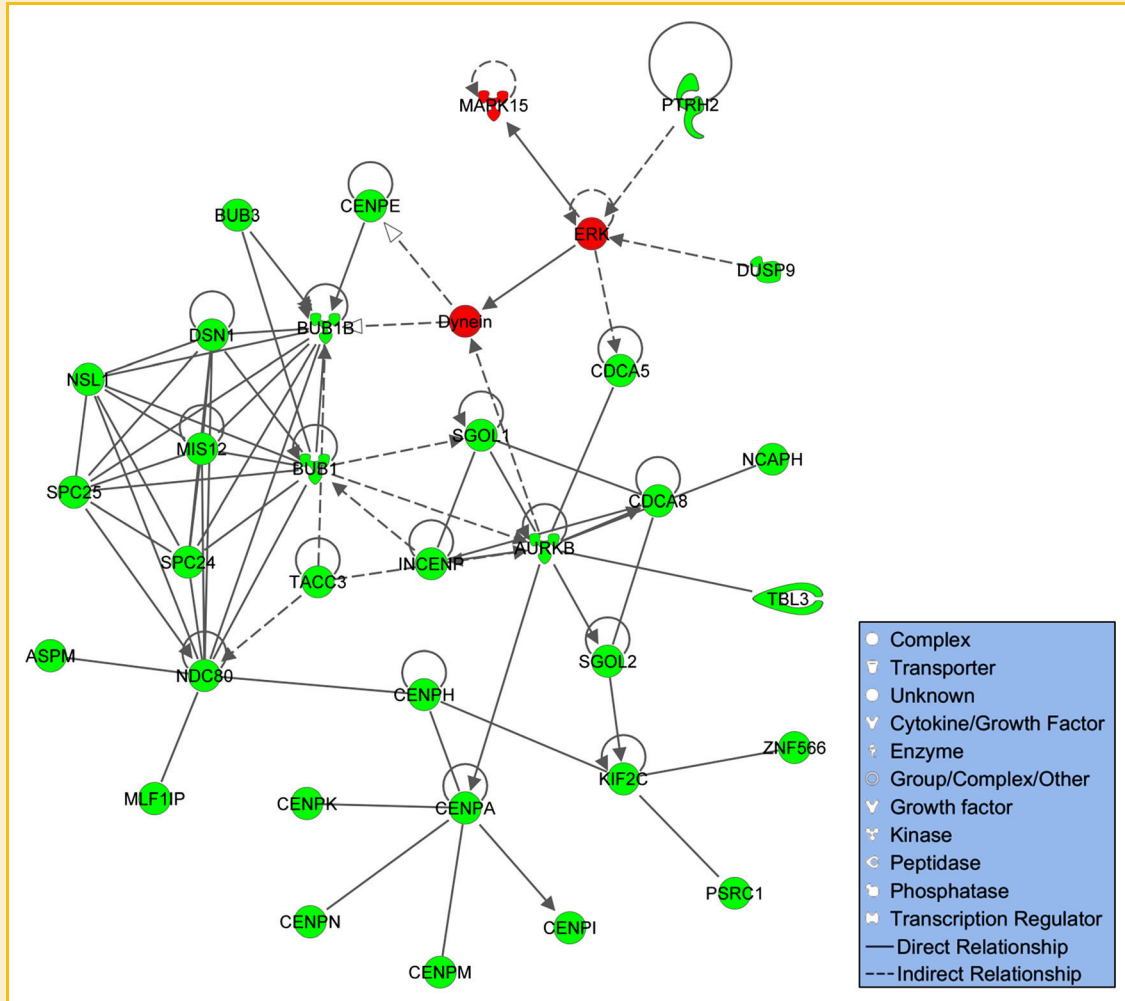 MAPK15
PTRH2
CENPE
BUB3
ERK
DUSP9
Dynein
BUB1B
DSN1
CDCA5
NSL1
SGOL1
MIS12
NCAPH
BUB1
SPC25
CDCA8
AURKB
SPC24
INCENP
TACC3
TBL3
ASPM
SGOL2
NDC80
CENPH
ZNF566
KIF2C
MLF1IP
CENPK
CENPA
PSRC1
CENPN
CENPI
CENPM
Complex
Transporter
Unknown
Cytokine/Growth Factor
Enzyme
Group/Complex/Other
Growth factor
Kinase
Peptidase
Phosphatase
Transcription Regulator
Direct Relationship
Indirect Relationship